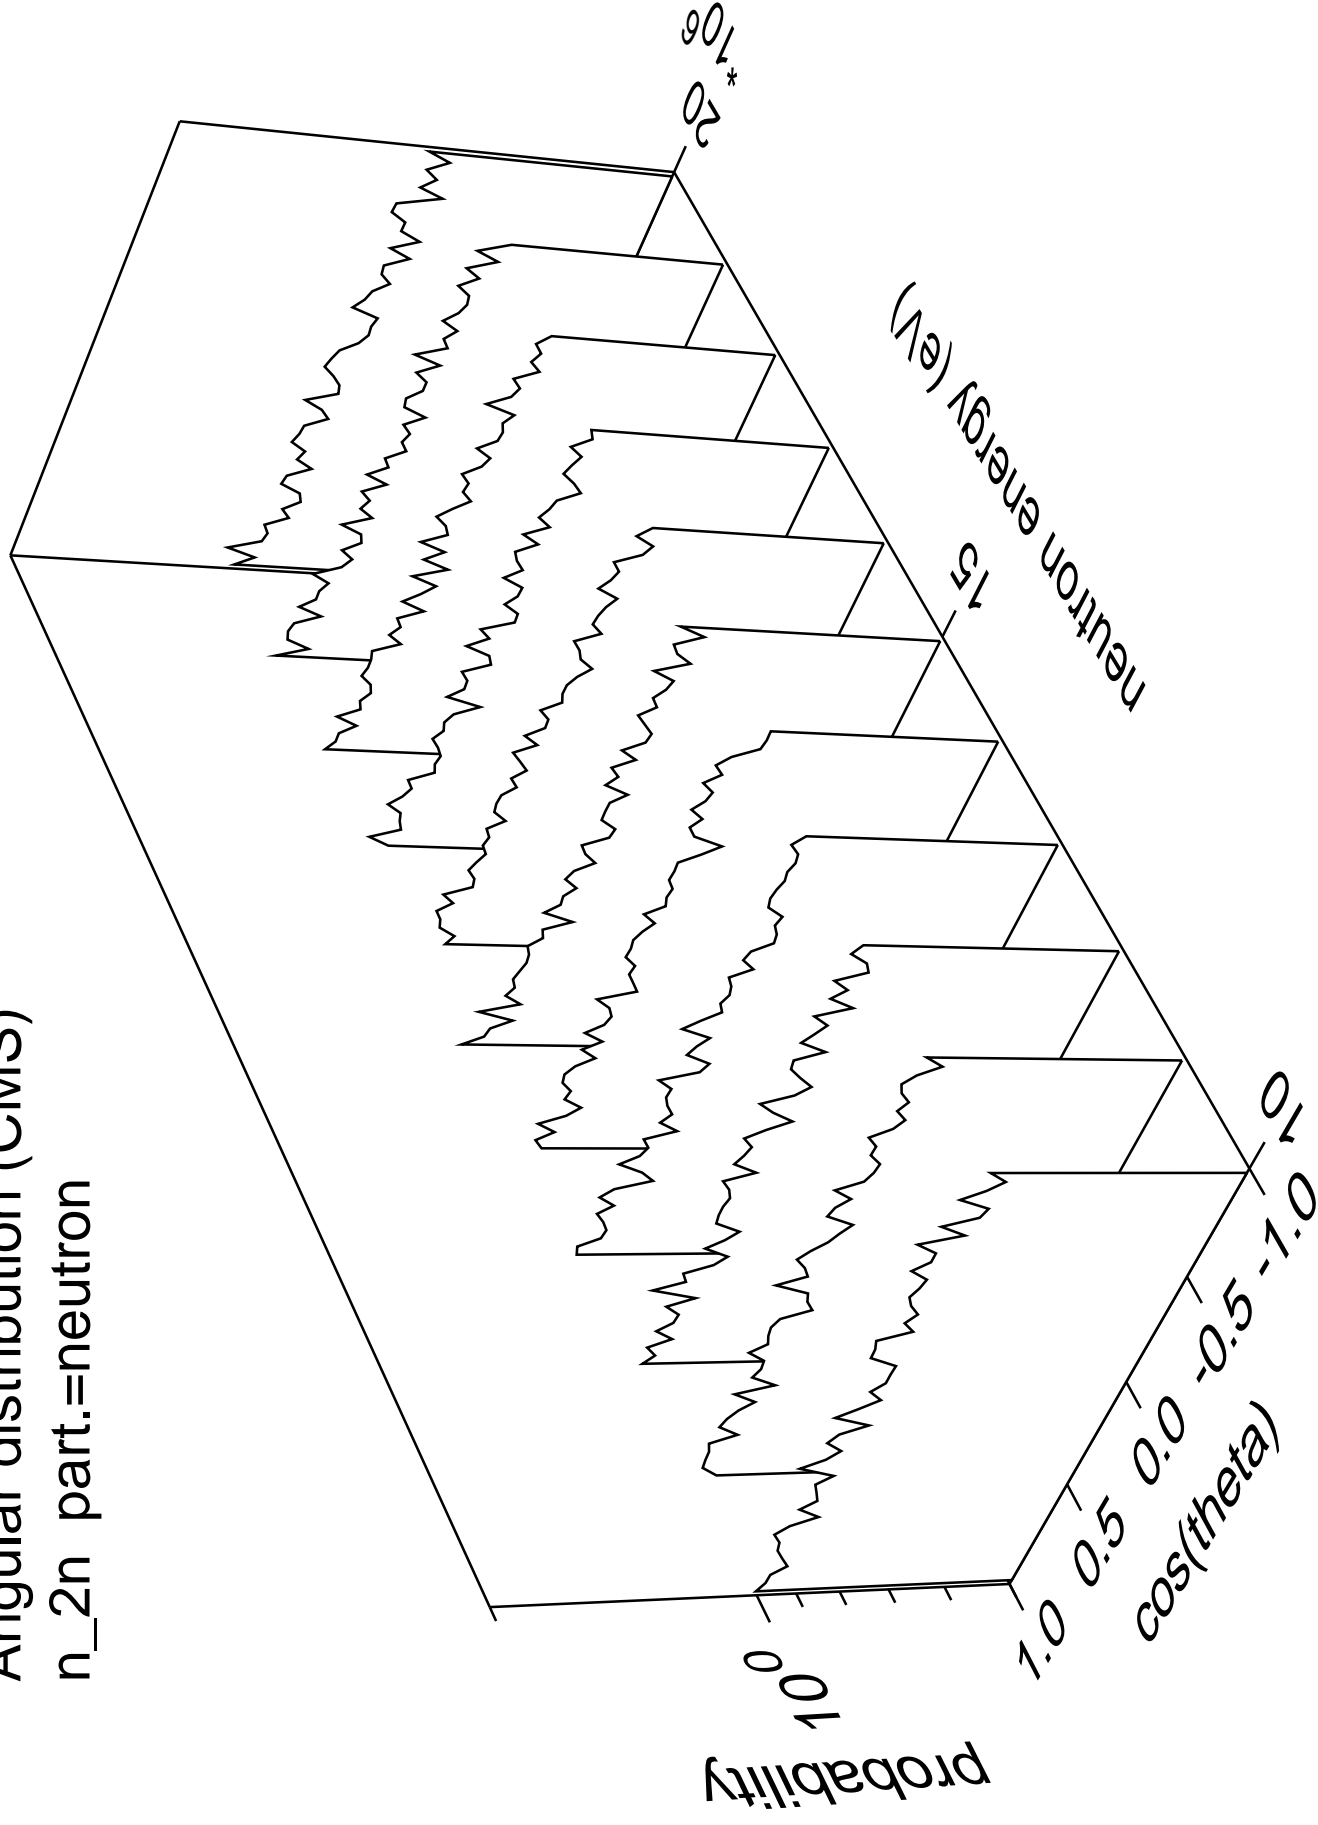 Angular distribution (CMS)
n_2n part.=neutron
probability
10^0
1.0 0.5 0.0 -0.5 -1.0
cos(theta)
10 15 20
*10^6
neutron energy (eV)